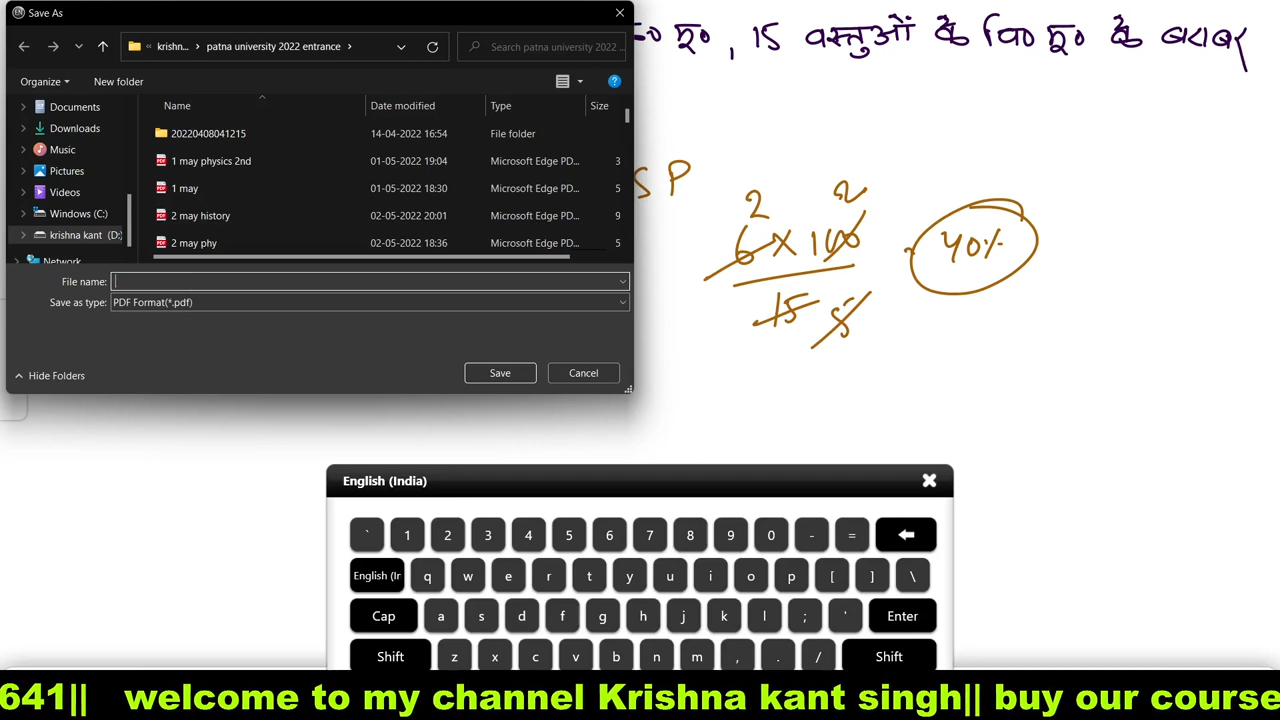 Save As
krishn... patna university 2022 entrance Search patna university 2022 ...
Organize New folder
Documents
Downloads
Music
Pictures
Videos
Windows (C:)
krishna kant (D:
Network
Name Date modified Type Size
20220408041215 14-04-2022 16:54 File folder
1 may physics 2nd 01-05-2022 19:04 Microsoft Edge PD... 3
1 may 01-05-2022 18:30 Microsoft Edge PD... 5
2 may history 02-05-2022 20:01 Microsoft Edge PD... 9
2 may phy 02-05-2022 18:36 Microsoft Edge PD... 5
File name:
Save as type: PDF Format(*.pdf)
Hide Folders Save Cancel
मू०, 15 वस्तुओं के वि० मू० के बराबर
S P
2 2
6 × 100
15 5
40%
English (India)
` 1 2 3 4 5 6 7 8 9 0 - =
English (Ir q w e r t y u i o p [ ] \
Cap a s d f g h j k l ; ' Enter
Shift z x c v b n m , . / Shift
641|| welcome to my channel Krishna kant singh|| buy our course